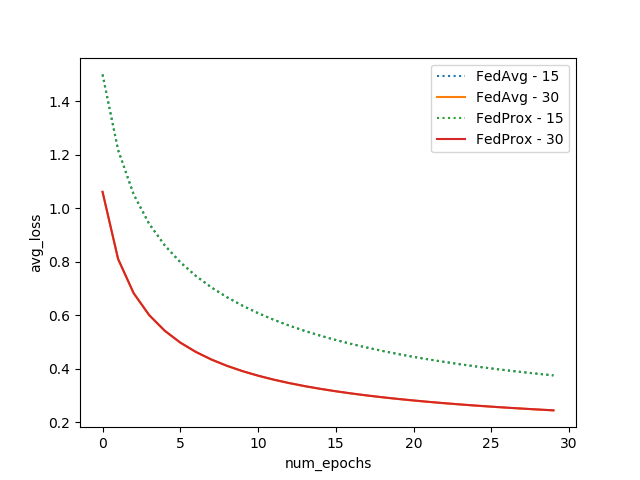 FedAvg - 15
FedAvg - 30
FedProx - 15
FedProx - 30
avg_loss
1.4
1.2
1.0
0.8
0.6
0.4
0.2
0 5 10 15 20 25 30
num_epochs